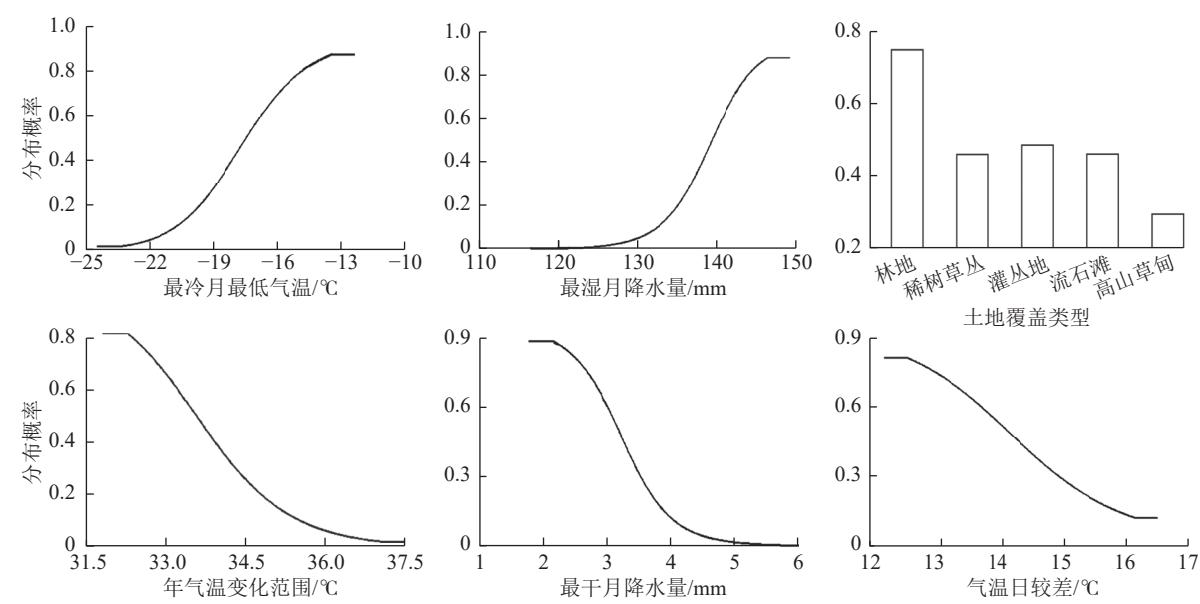 分布概率
1.0
0.8
0.6
0.4
0.2
0
−25 −22 −19 −16 −13 −10
最冷月最低气温/℃
1.0
0.8
0.6
0.4
0.2
0
110 120 130 140 150
最湿月降水量/mm
0.8
0.6
0.4
0.2
林地 稀树草丛 灌丛地 流石滩 高山草甸
土地覆盖类型
分布概率
0.8
0.6
0.4
0.2
0
31.5 33.0 34.5 36.0 37.5
年气温变化范围/℃
0.9
0.6
0.3
0
1 2 3 4 5 6
最干月降水量/mm
0.9
0.6
0.3
0
12 13 14 15 16 17
气温日较差/℃